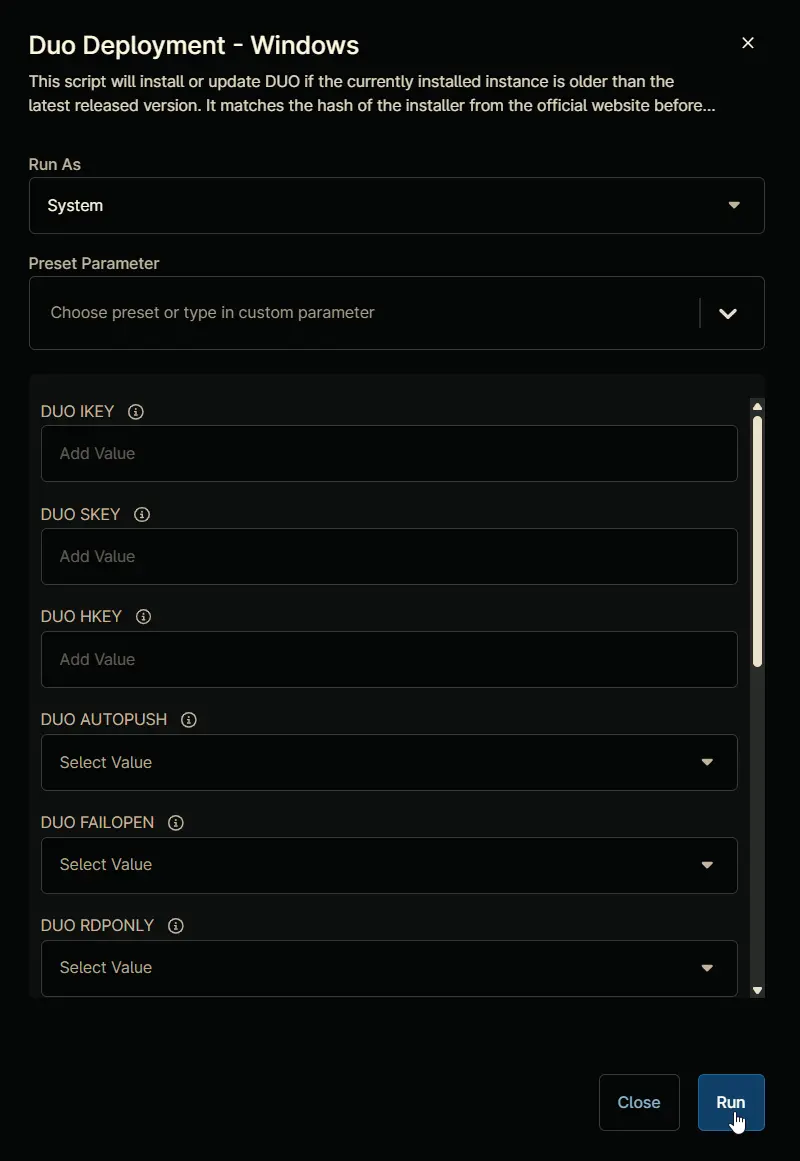 Duo Deployment - Windows
This script will install or update DUO if the currently installed instance is older than the
latest released version. It matches the hash of the installer from the official website before...
Run As
System
Preset Parameter
Choose preset or type in custom parameter
DUO IKEY
Add Value
DUO SKEY
Add Value
DUO HKEY
Add Value
DUO AUTOPUSH
Select Value
DUO FAILOPEN
Select Value
DUO RDPONLY
Select Value
Close
Run